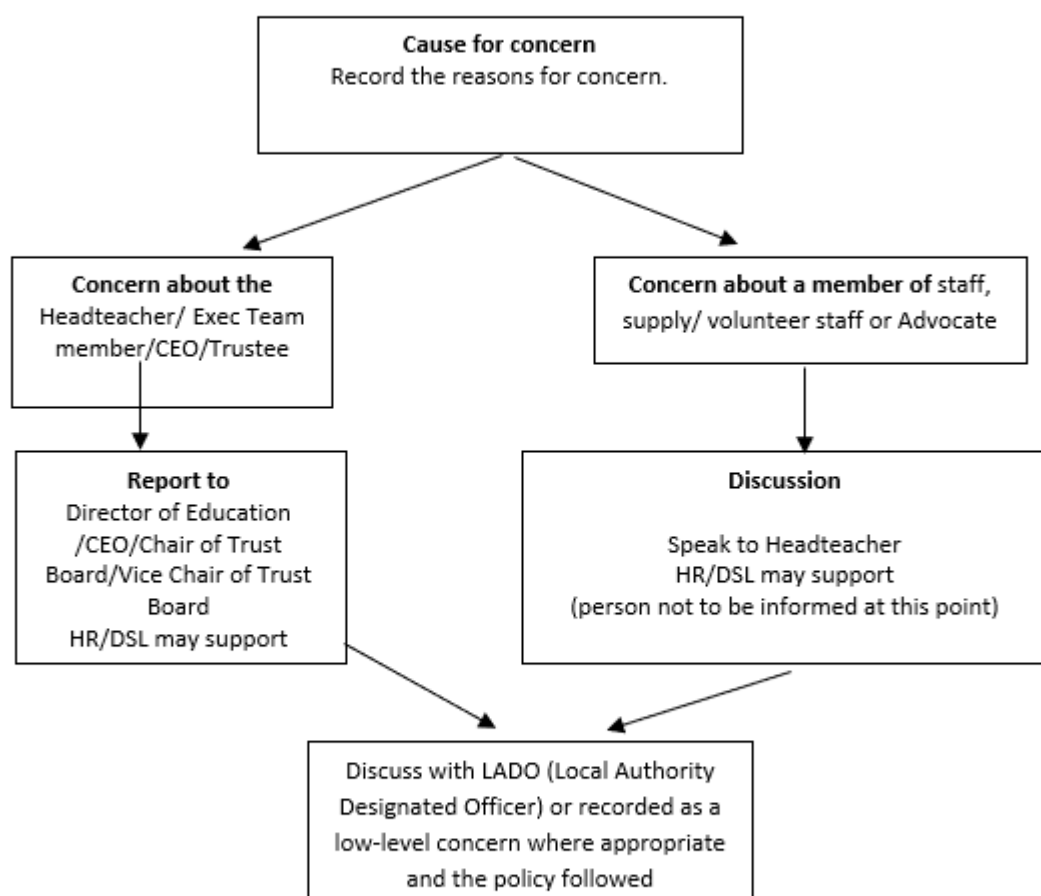 Cause for concern
Record the reasons for concern.
Concern about the
Headteacher/ Exec Team
member/CEO/Trustee
Concern about a member of staff,
supply/ volunteer staff or Advocate
Report to
Director of Education
/CEO/Chair of Trust
Board/Vice Chair of Trust
Board
HR/DSL may support
Discussion
Speak to Headteacher
HR/DSL may support
(person not to be informed at this point)
Discuss with LADO (Local Authority
Designated Officer) or recorded as a
low-level concern where appropriate
and the policy followed